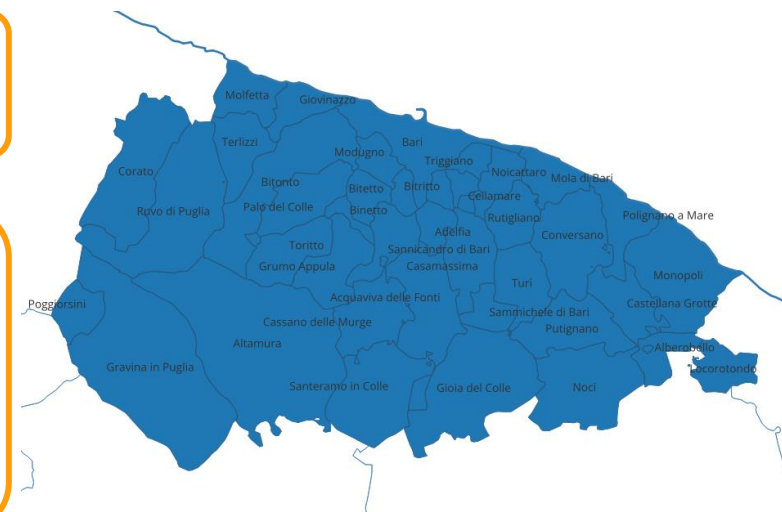 Molfetta
Giovinazzo
Terlizzi
Bari
Modugno
Triggiano
Corato
Noicattaro
Mola di Bari
Bitonto
Bitetto
Bitritto
Cellamare
Ruvo di Puglia
Palo del Colle
Binetto
Rutigliano
Polignano a Mare
Adelfia
Conversano
Toritto
Sannicandro di Bari
Grumo Appula
Casamassima
Monopoli
Turi
Acquaviva delle Fonti
Poggiorsini
Castellana Grotte
Sammichele di Bari
Cassano delle Murge
Putignano
Altamura
Alberobello
Gravina in Puglia
Locorotondo
Santeramo in Colle
Gioia del Colle
Noci